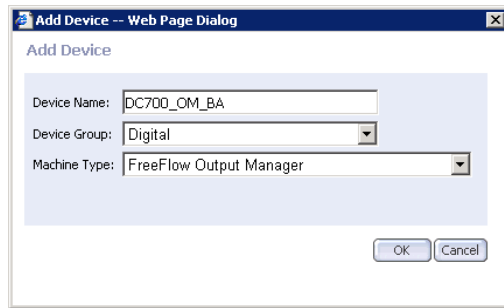 Add Device -- Web Page Dialog
Add Device
Device Name: DC700_OM_BA
Device Group: Digital
Machine Type: FreeFlow Output Manager
OK Cancel